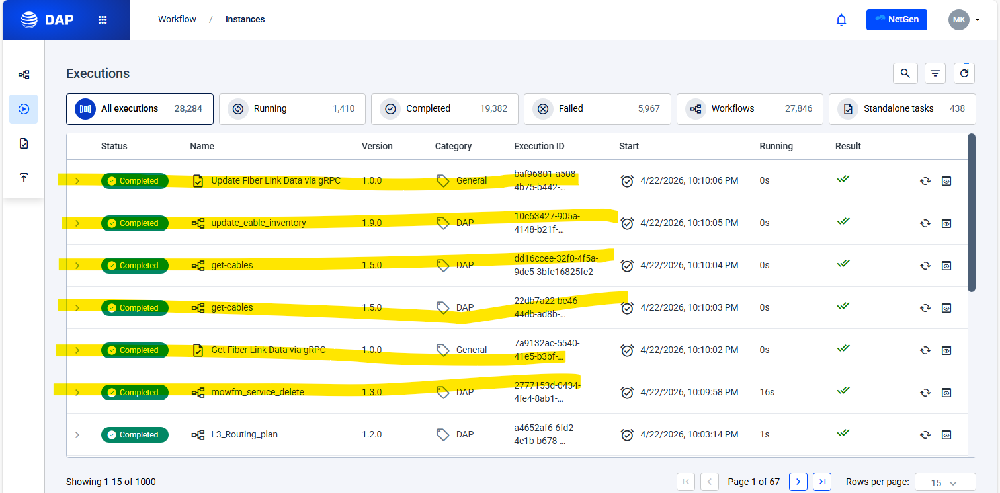 DAP
Workflow / Instances
NetGen
MK
Executions
All executions 28,284
Running 1,410
Completed 19,382
Failed 5,967
Workflows 27,846
Standalone tasks 438
Status Name Version Category Execution ID Start Running Result
Completed Update Fiber Link Data via gRPC 1.0.0 General baf96801-a508-
4b75-b442-... 4/22/2026, 10:10:06 PM 0s
Completed update_cable_inventory 1.9.0 DAP 10c63427-905a-
4148-b21f-... 4/22/2026, 10:10:05 PM 0s
Completed get-cables 1.5.0 DAP dd16ccee-32f0-4f5a-
9dc5-3bfc16825fe2 4/22/2026, 10:10:04 PM 0s
Completed get-cables 1.5.0 DAP 22db7a22-bc46-
44db-ad8b-... 4/22/2026, 10:10:03 PM 0s
Completed Get Fiber Link Data via gRPC 1.0.0 General 7a9132ac-5540-
41e5-b3bf-... 4/22/2026, 10:10:02 PM 0s
Completed mowfm_service_delete 1.3.0 DAP 2777153d-0434-
4fe4-8ab1-... 4/22/2026, 10:09:58 PM 16s
Completed L3_Routing_plan 1.2.0 DAP a4652af6-6fd2-
4c1b-b678-... 4/22/2026, 10:03:14 PM 1s
Showing 1-15 of 1000
Page 1 of 67
Rows per page: 15